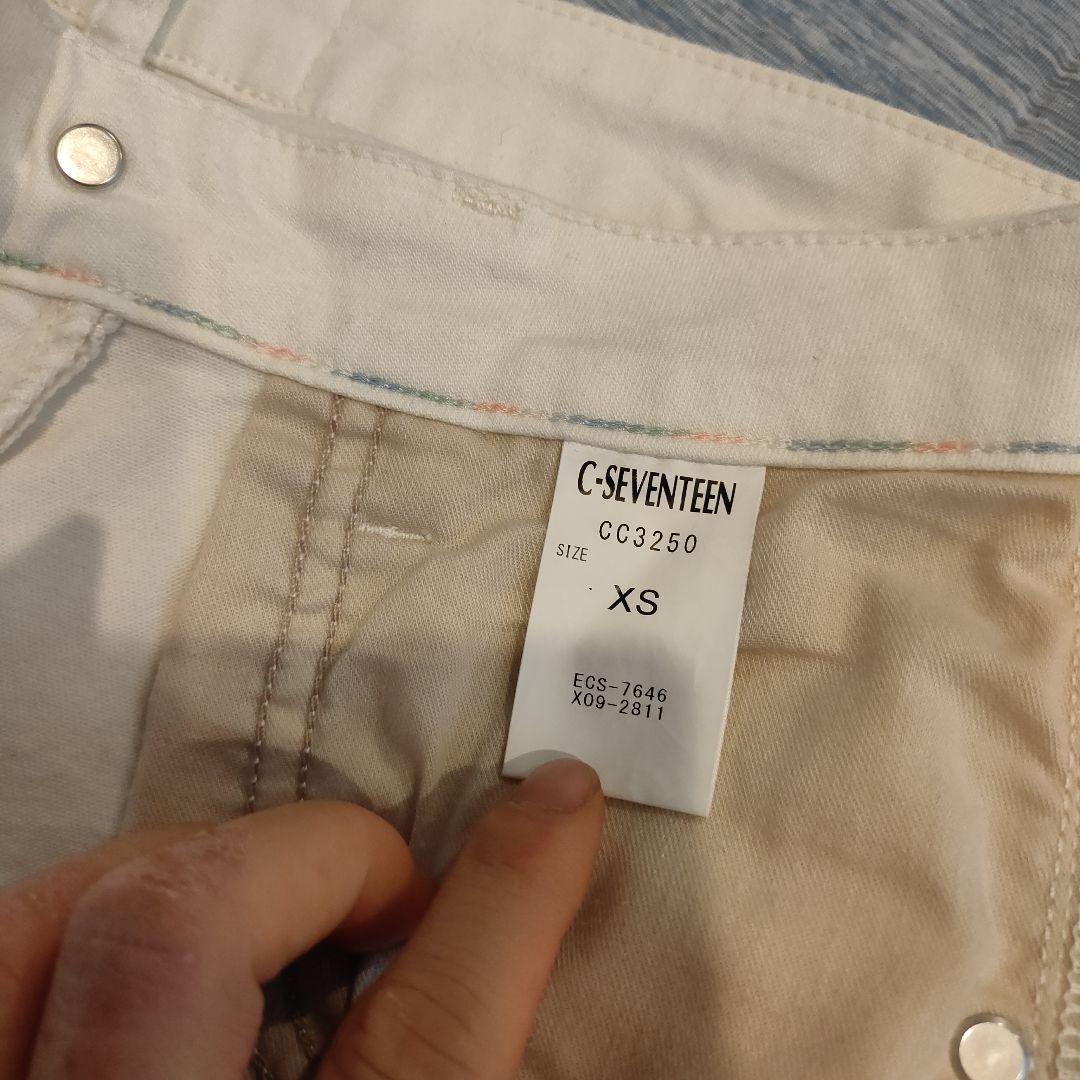 C-SEVENTEEN
CC3250
SIZE
XS
ECS-7646
X09-2811